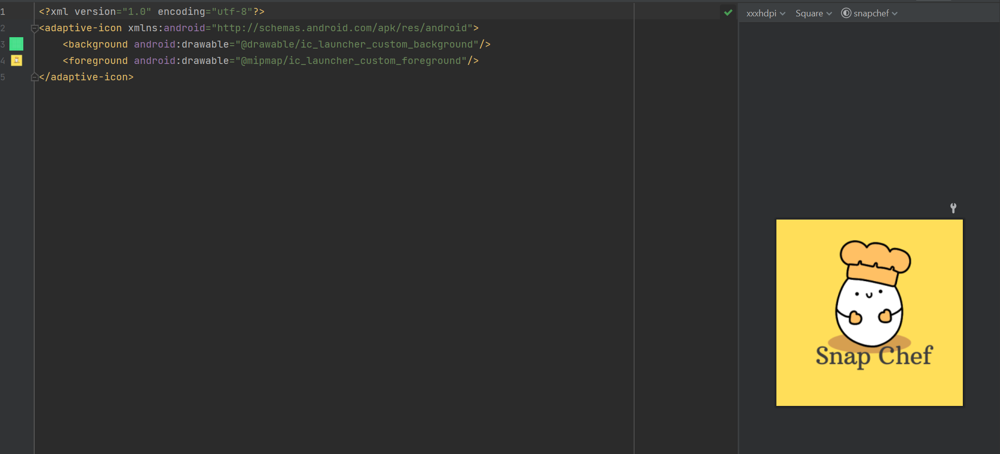 1 <?xml version="1.0" encoding="utf-8"?>
2 <adaptive-icon xmlns:android="http://schemas.android.com/apk/res/android">
3     <background android:drawable="@drawable/ic_launcher_custom_background"/>
4     <foreground android:drawable="@mipmap/ic_launcher_custom_foreground"/>
5 </adaptive-icon>
xxxhdpi Square snapchef
Snap Chef